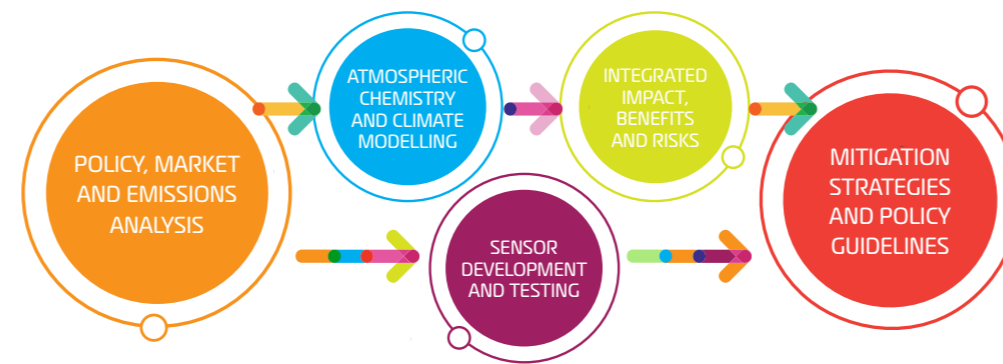 POLICY, MARKET
AND EMISSIONS
ANALYSIS
ATMOSPHERIC
CHEMISTRY
AND CLIMATE
MODELLING
INTEGRATED
IMPACT,
BENEFITS
AND RISKS
SENSOR
DEVELOPMENT
AND TESTING
MITIGATION
STRATEGIES
AND POLICY
GUIDELINES